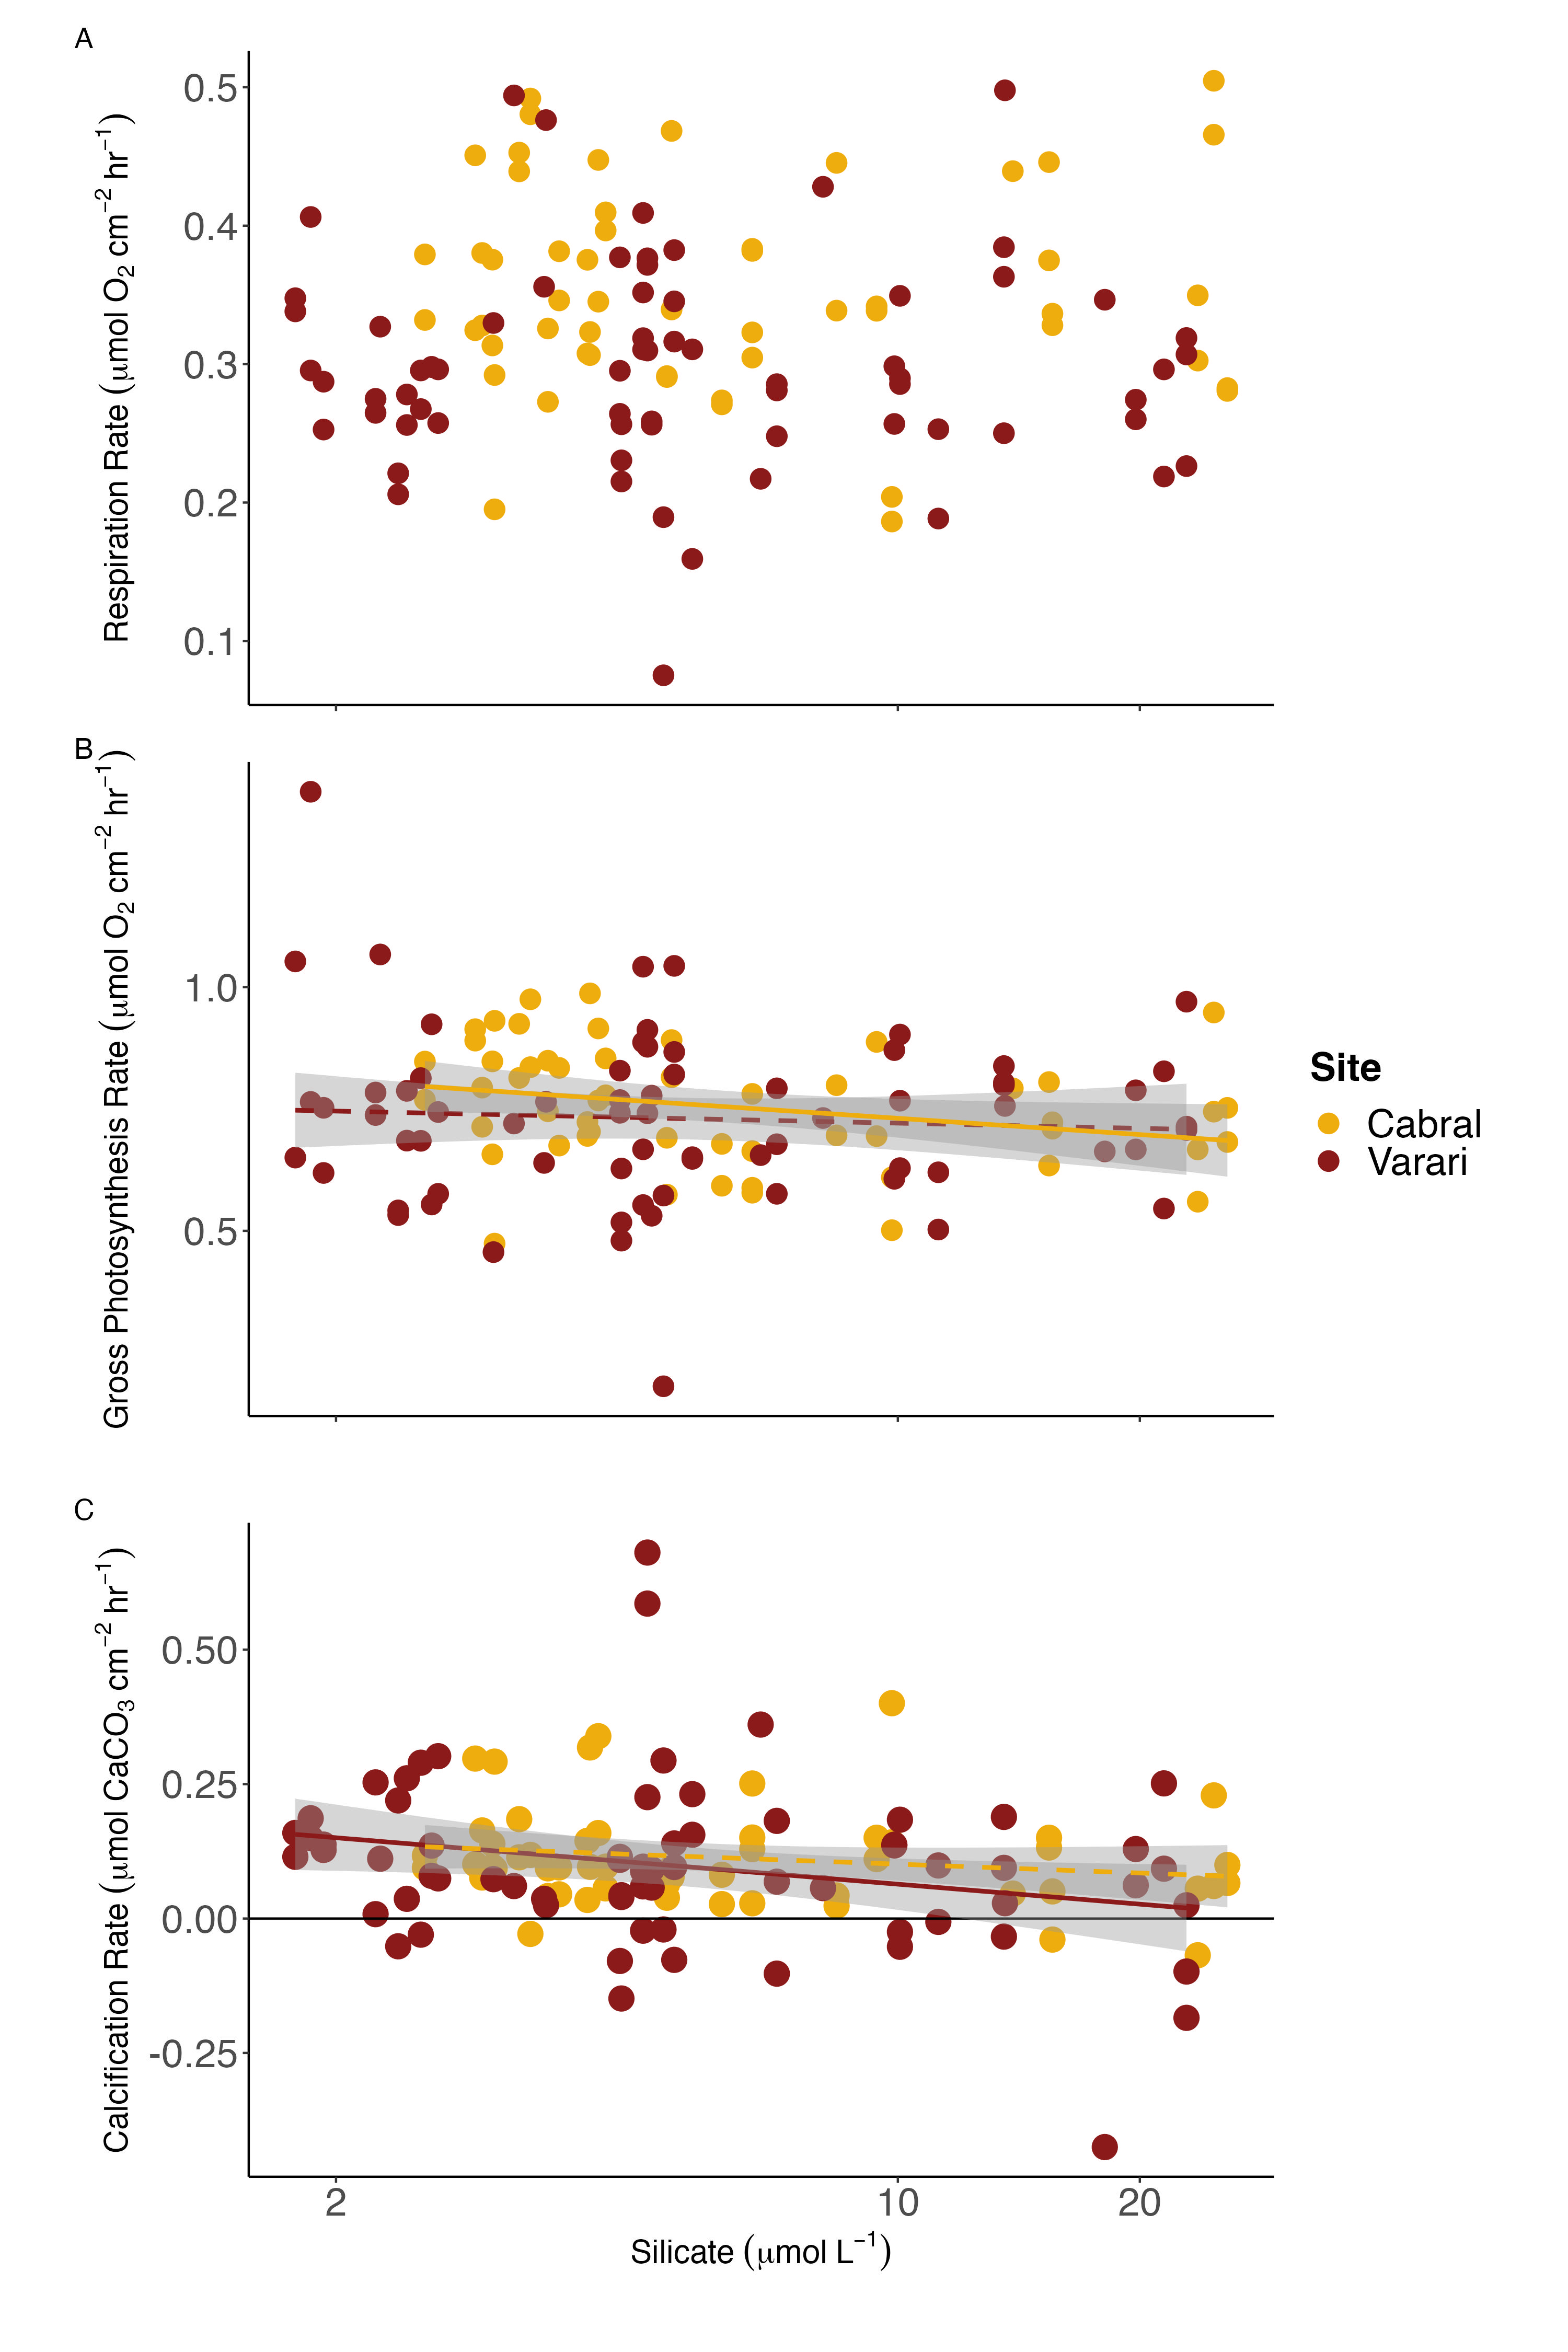 A
Respiration Rate (μmol O₂ cm⁻² hr⁻¹)
0.5
0.4
0.3
0.2
0.1
B
Gross Photosynthesis Rate (μmol O₂ cm⁻² hr⁻¹)
1.0
0.5
Site
Cabral
Varari
C
Calcification Rate (μmol CaCO₃ cm⁻² hr⁻¹)
0.50
0.25
0.00
-0.25
2 10 20
Silicate (μmol L⁻¹)